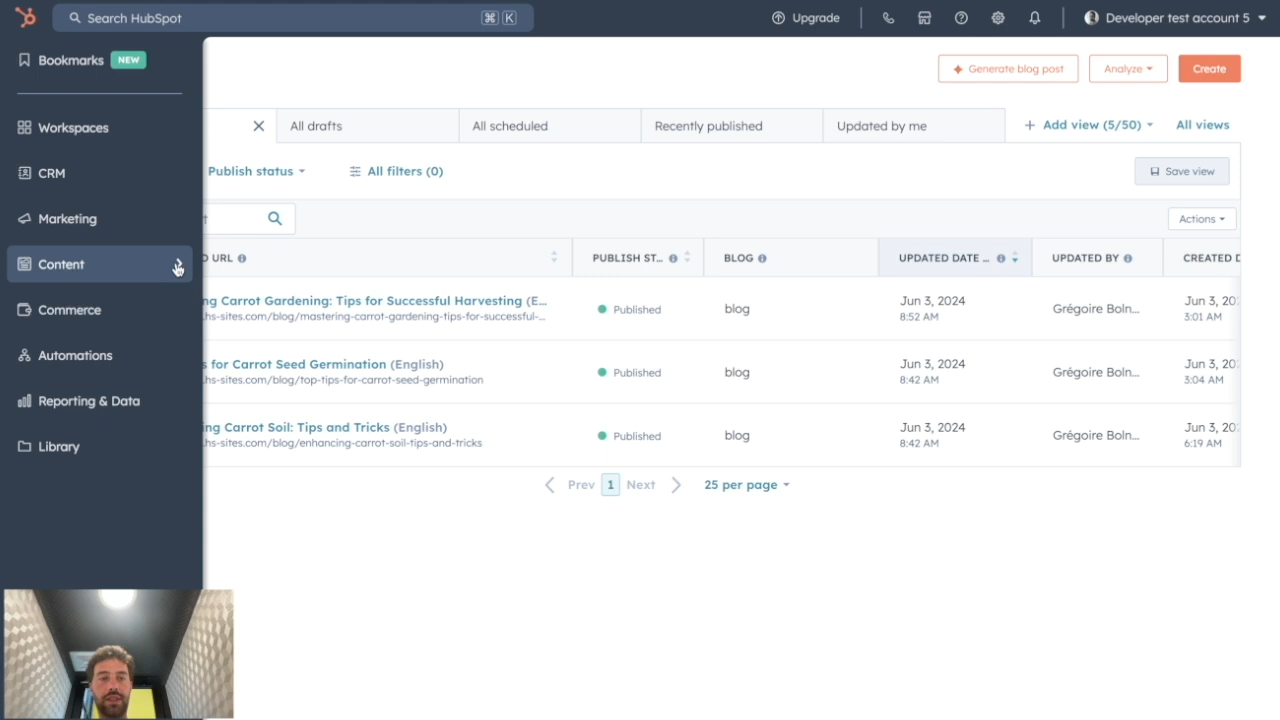 Search HubSpot ⌘ K
Upgrade
Developer test account 5
Bookmarks NEW
Workspaces
CRM
Marketing
Content
Commerce
Automations
Reporting & Data
Library
Generate blog post
Analyze
Create
All drafts
All scheduled
Recently published
Updated by me
+ Add view (5/50)
All views
Publish status
All filters (0)
Save view
Actions
URL
PUBLISH ST...
BLOG
UPDATED DATE ...
UPDATED BY
CREATED D
ng Carrot Gardening: Tips for Successful Harvesting (E...
.hs-sites.com/blog/mastering-carrot-gardening-tips-for-successful-...
Published
blog
Jun 3, 2024
8:52 AM
Grégoire Boln...
Jun 3, 20
3:01 AM
s for Carrot Seed Germination (English)
.hs-sites.com/blog/top-tips-for-carrot-seed-germination
Published
blog
Jun 3, 2024
8:42 AM
Grégoire Boln...
Jun 3, 20
3:04 AM
ing Carrot Soil: Tips and Tricks (English)
.hs-sites.com/blog/enhancing-carrot-soil-tips-and-tricks
Published
blog
Jun 3, 2024
8:42 AM
Grégoire Boln...
Jun 3, 20
6:19 AM
Prev 1 Next
25 per page